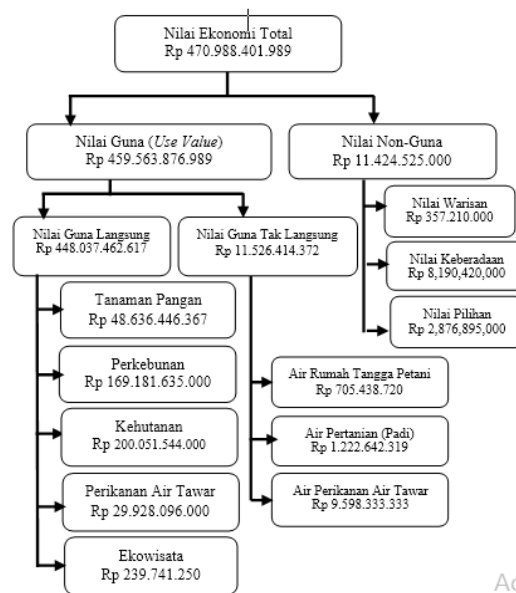 Nilai Ekonomi Total
Rp 470.988.401.989
Nilai Guna (Use Value)
Rp 459.563.876.989
Nilai Non-Guna
Rp 11.424.525.000
Nilai Guna Langsung
Rp 448.037.462.617
Nilai Guna Tak Langsung
Rp 11.526.414.372
Nilai Warisan
Rp 357.210.000
Nilai Keberadaan
Rp 8,190,420,000
Nilai Pilihan
Rp 2,876,895,000
Tanaman Pangan
Rp 48.636.446.367
Perkebunan
Rp 169.181.635.000
Kehutanan
Rp 200.051.544.000
Perikanan Air Tawar
Rp 29.928.096.000
Ekowisata
Rp 239.741.250
Air Rumah Tangga Petani
Rp 705.438.720
Air Pertanian (Padi)
Rp 1.222.642.319
Air Perikanan Air Tawar
Rp 9.598.333.333
Ac